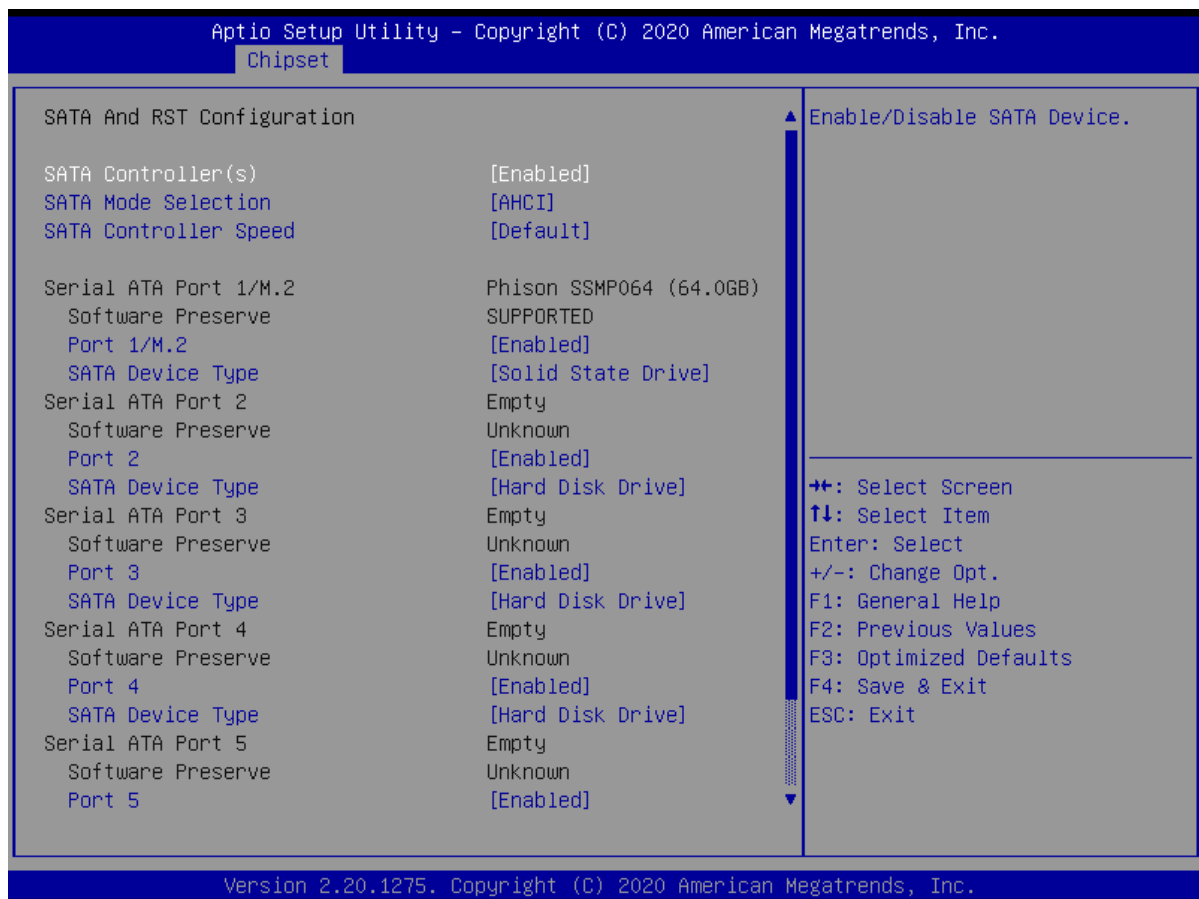 Aptio Setup Utility – Copyright (C) 2020 American Megatrends, Inc.
Chipset
SATA And RST Configuration
SATA Controller(s) [Enabled]
SATA Mode Selection [AHCI]
SATA Controller Speed [Default]
Serial ATA Port 1/M.2 Phison SSMP064 (64.0GB)
Software Preserve SUPPORTED
Port 1/M.2 [Enabled]
SATA Device Type [Solid State Drive]
Serial ATA Port 2 Empty
Software Preserve Unknown
Port 2 [Enabled]
SATA Device Type [Hard Disk Drive]
Serial ATA Port 3 Empty
Software Preserve Unknown
Port 3 [Enabled]
SATA Device Type [Hard Disk Drive]
Serial ATA Port 4 Empty
Software Preserve Unknown
Port 4 [Enabled]
SATA Device Type [Hard Disk Drive]
Serial ATA Port 5 Empty
Software Preserve Unknown
Port 5 [Enabled]
Enable/Disable SATA Device.
→←: Select Screen
↑↓: Select Item
Enter: Select
+/-: Change Opt.
F1: General Help
F2: Previous Values
F3: Optimized Defaults
F4: Save & Exit
ESC: Exit
Version 2.20.1275. Copyright (C) 2020 American Megatrends, Inc.